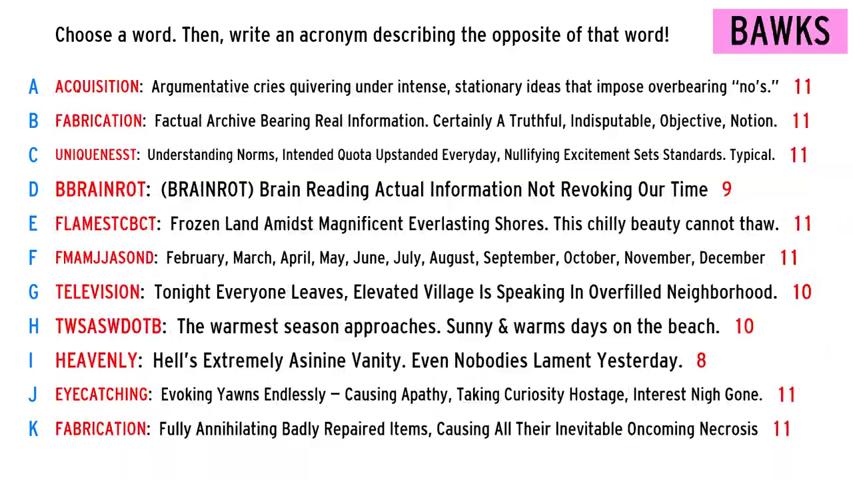 Choose a word. Then, write an acronym describing the opposite of that word!
BAWKS
A ACQUISITION: Argumentative cries quivering under intense, stationary ideas that impose overbearing “no’s.” 11
B FABRICATION: Factual Archive Bearing Real Information. Certainly A Truthful, Indisputable, Objective, Notion. 11
C UNIQUENESST: Understanding Norms, Intended Quota Upstanded Everyday, Nullifying Excitement Sets Standards. Typical. 11
D BBRAINROT: (BRAINROT) Brain Reading Actual Information Not Revoking Our Time 9
E FLAMESTCBCT: Frozen Land Amidst Magnificent Everlasting Shores. This chilly beauty cannot thaw. 11
F FMAMJJASOND: February, March, April, May, June, July, August, September, October, November, December 11
G TELEVISION: Tonight Everyone Leaves, Elevated Village Is Speaking In Overfilled Neighborhood. 10
H TWSASWDOTB: The warmest season approaches. Sunny & warms days on the beach. 10
I HEAVENLY: Hell’s Extremely Asinine Vanity. Even Nobodies Lament Yesterday. 8
J EYECATCHING: Evoking Yawns Endlessly – Causing Apathy, Taking Curiosity Hostage, Interest Nigh Gone. 11
K FABRICATION: Fully Annihilating Badly Repaired Items, Causing All Their Inevitable Oncoming Necrosis 11